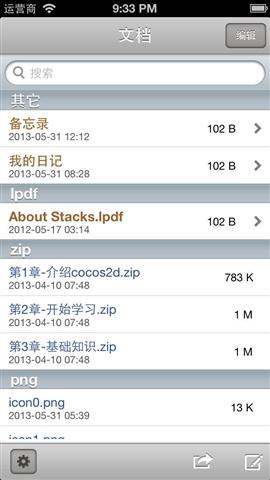 运营商 9:33 PM
文档
编辑
搜索
其它
备忘录
2013-05-31 12:12
102 B
我的日记
2013-05-31 08:28
102 B
lpdf
About Stacks.lpdf
2012-05-17 03:14
102 B
zip
第1章-介绍cocos2d.zip
2013-04-10 07:48
783 K
第2章-开始学习.zip
2013-04-10 07:48
1 M
第3章-基础知识.zip
2013-04-10 07:48
1 M
png
icon0.png
2013-05-31 05:39
13 K
icon1.png